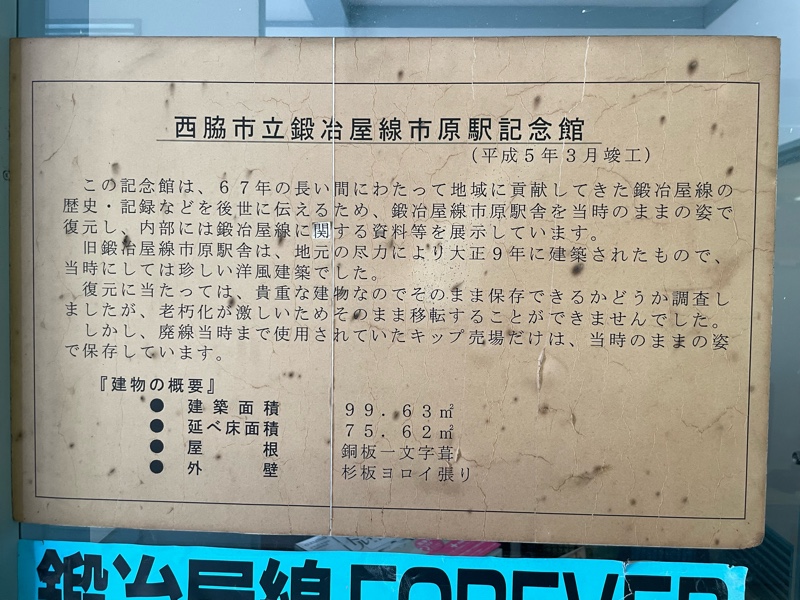 西脇市立鍛冶屋線市原駅記念館
(平成5年3月竣工)
この記念館は、67年の長い間にわたって地域に貢献してきた鍛冶屋線の
歴史・記録などを後世に伝えるため、鍛冶屋線市原駅舎を当時のままの姿で
復元し、内部には鍛冶屋線に関する資料等を展示しています。
旧鍛冶屋線市原駅舎は、地元の尽力により大正9年に建築されたもので、
当時にしては珍しい洋風建築でした。
復元に当たっては、貴重な建物なのでそのまま保存できるかどうか調査し
ましたが、老朽化が激しいためそのまま移転することができませんでした。
しかし、廃線当時まで使用されていたキップ売場だけは、当時のままの姿
で保存しています。
『建物の概要』
● 建築面積 99.63㎡
● 延べ床面積 75.62㎡
● 屋根 銅板一文字葺
● 外壁 杉板ヨロイ張り
鍛冶屋線FOREVER